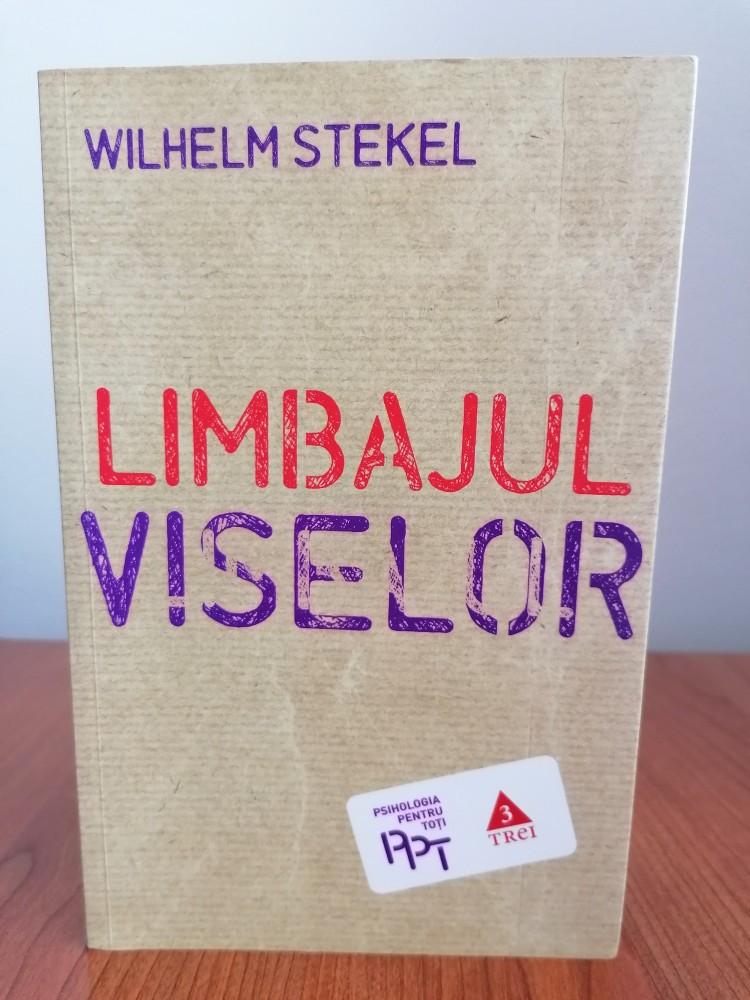 WILHELM STEKEL
LIMBAJUL
VISELOR
PSIHOLOGIA
PENTRU
TOȚI
PPT
3
TREI